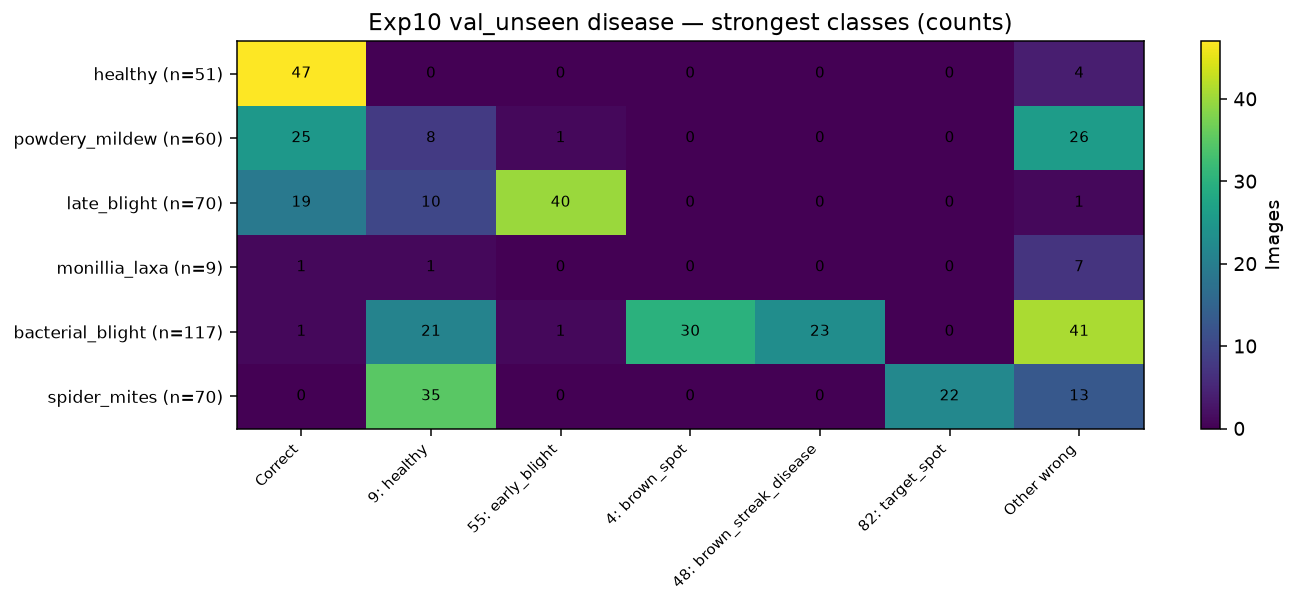 Exp10 val_unseen disease — strongest classes (counts)
healthy (n=51) 47 0 0 0 0 0 4
powdery_mildew (n=60) 25 8 1 0 0 0 26
late_blight (n=70) 19 10 40 0 0 0 1
monillia_laxa (n=9) 1 1 0 0 0 0 7
bacterial_blight (n=117) 1 21 1 30 23 0 41
spider_mites (n=70) 0 35 0 0 0 22 13
Correct
9: healthy
55: early_blight
4: brown_spot
48: brown_streak_disease
82: target_spot
Other wrong
40
30
20
10
0
Images